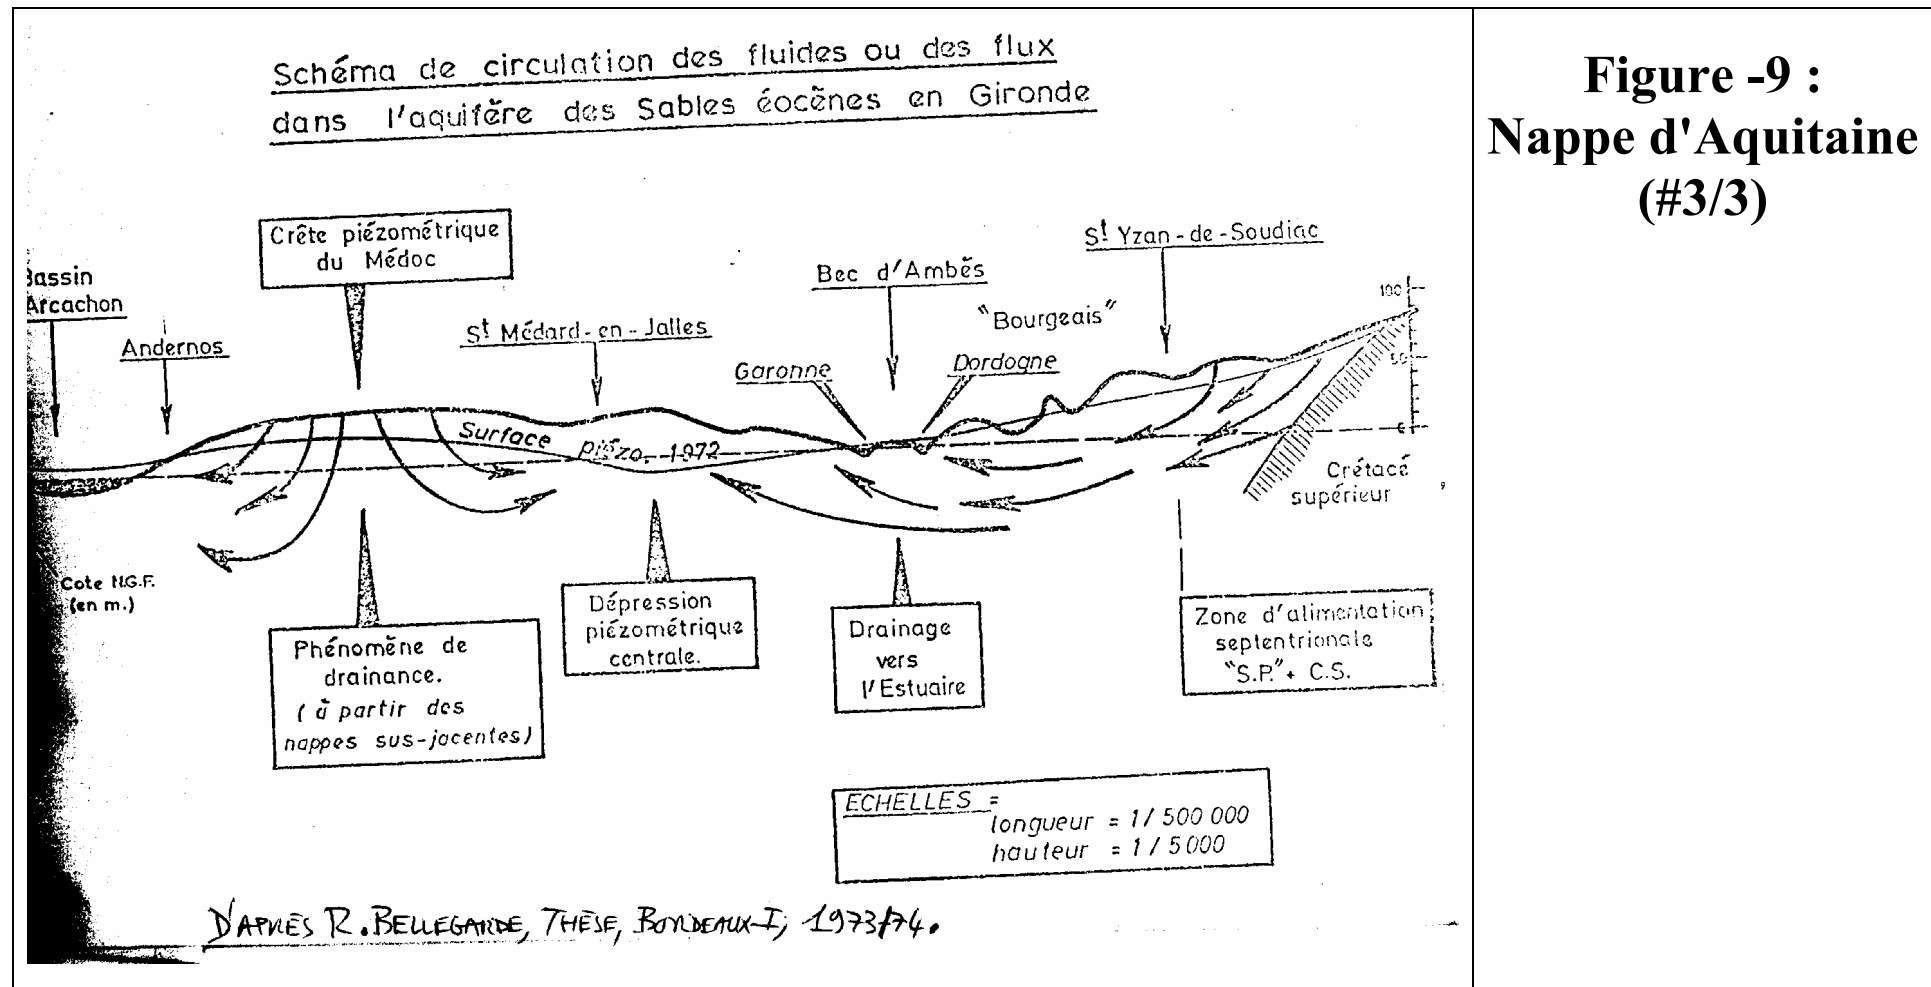 Schéma de circulation des fluides ou des flux
dans l'aquifère des Sables éocènes en Gironde
Figure -9 :
Nappe d'Aquitaine
(#3/3)
Crête piézométrique
du Médoc
Bassin
Arcachon
Andernos
St Médard-en-Jalles
Bec d'Ambès
Garonne
Dordogne
"Bourgeais"
St Yzan-de-Soudiac
100
50
0
Surface piézo. 1972
Crétacé
supérieur
Cote N.G.F.
(en m.)
Phénomène de
drainance.
(à partir des
nappes sus-jacentes)
Dépression
piézométrique
centrale.
Drainage
vers
l'Estuaire
Zone d'alimentation
septentrionale
"S.P." + C.S.
ECHELLES =
longueur = 1/500 000
hauteur = 1/5000
D'APRÈS R. BELLEGARDE, THÈSE, BORDEAUX-I, 1973/74.